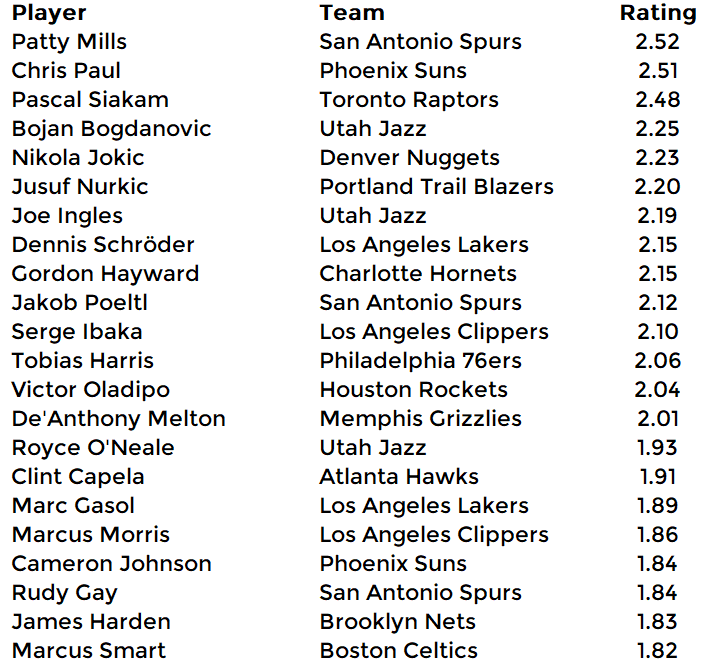 Player Team Rating
Patty Mills San Antonio Spurs 2.52
Chris Paul Phoenix Suns 2.51
Pascal Siakam Toronto Raptors 2.48
Bojan Bogdanovic Utah Jazz 2.25
Nikola Jokic Denver Nuggets 2.23
Jusuf Nurkic Portland Trail Blazers 2.20
Joe Ingles Utah Jazz 2.19
Dennis Schröder Los Angeles Lakers 2.15
Gordon Hayward Charlotte Hornets 2.15
Jakob Poeltl San Antonio Spurs 2.12
Serge Ibaka Los Angeles Clippers 2.10
Tobias Harris Philadelphia 76ers 2.06
Victor Oladipo Houston Rockets 2.04
De'Anthony Melton Memphis Grizzlies 2.01
Royce O'Neale Utah Jazz 1.93
Clint Capela Atlanta Hawks 1.91
Marc Gasol Los Angeles Lakers 1.89
Marcus Morris Los Angeles Clippers 1.86
Cameron Johnson Phoenix Suns 1.84
Rudy Gay San Antonio Spurs 1.84
James Harden Brooklyn Nets 1.83
Marcus Smart Boston Celtics 1.82